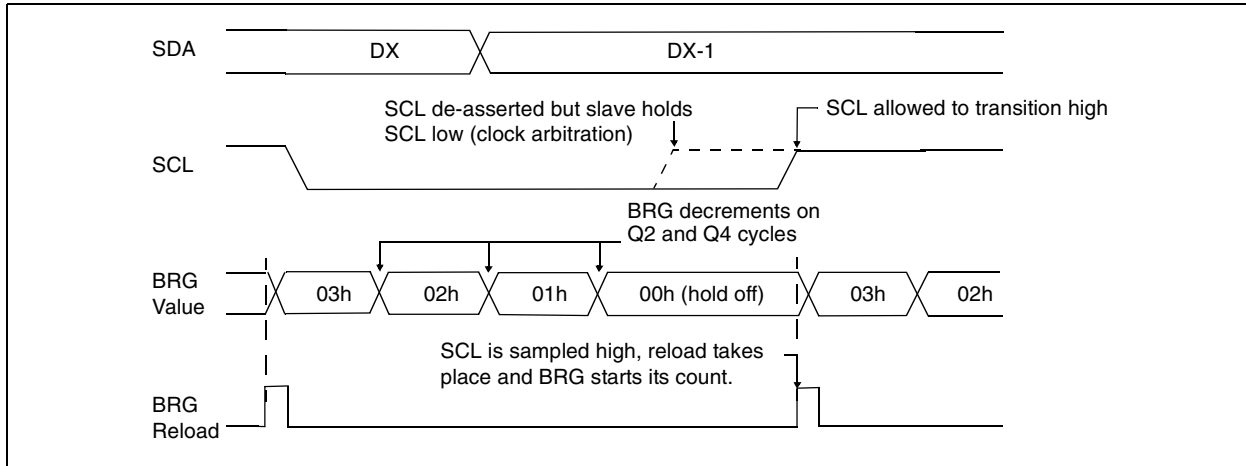 SDA
DX
DX-1
SCL de-asserted but slave holds
SCL low (clock arbitration)
SCL allowed to transition high
SCL
BRG decrements on
Q2 and Q4 cycles
BRG
Value
03h
02h
01h
00h (hold off)
03h
02h
SCL is sampled high, reload takes
place and BRG starts its count.
BRG
Reload